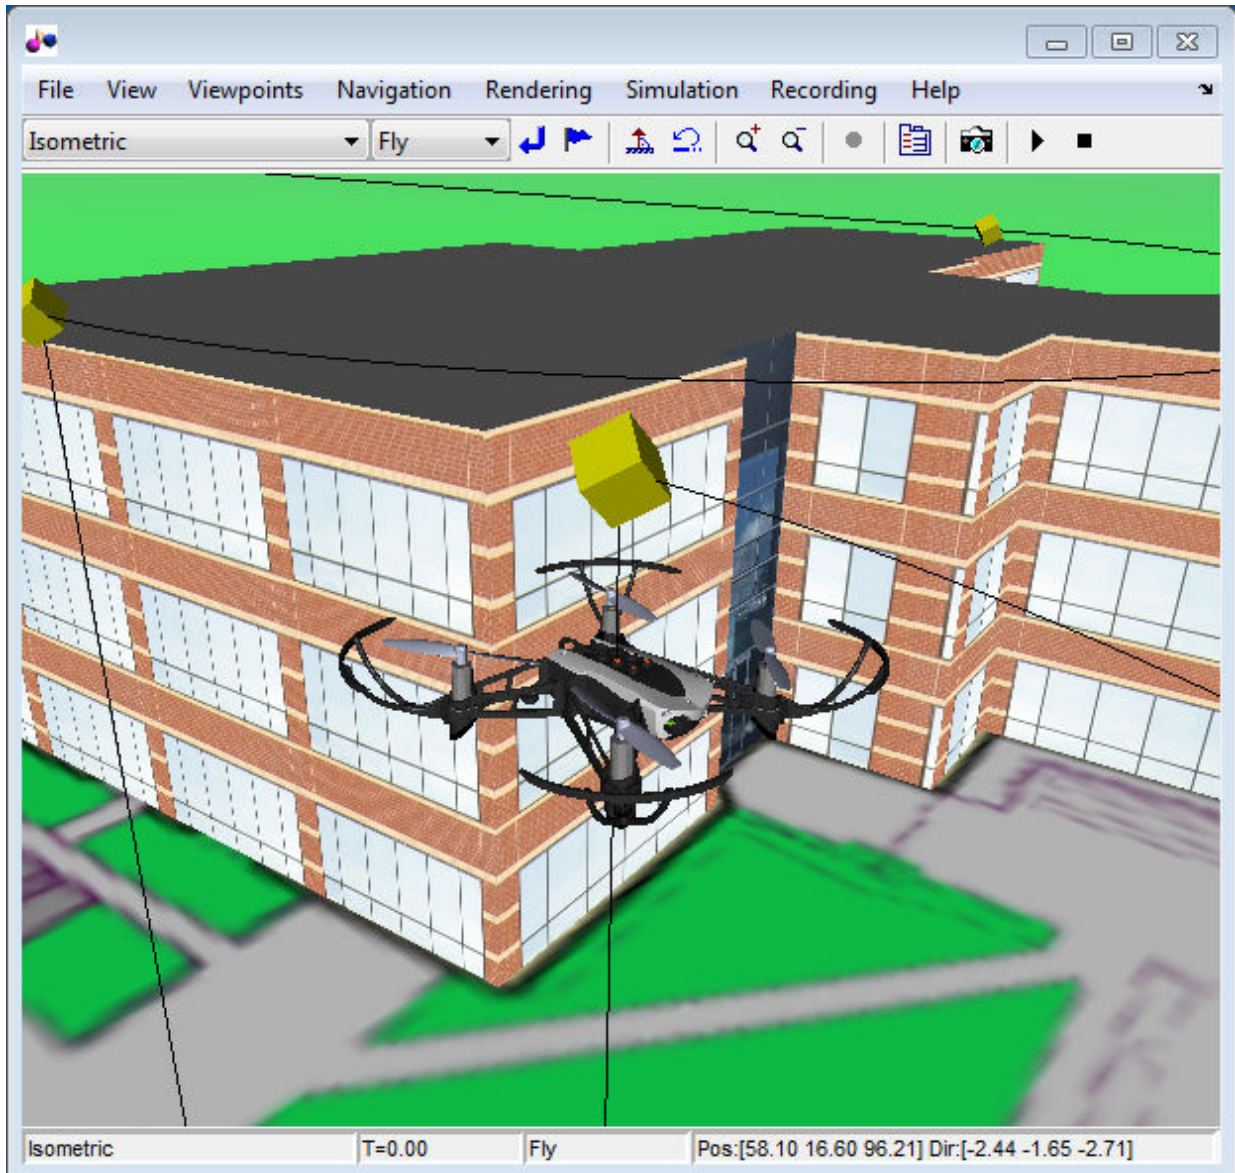 File View Viewpoints Navigation Rendering Simulation Recording Help
Isometric Fly
Isometric T=0.00 Fly Pos:[58.10 16.60 96.21] Dir:[-2.44 -1.65 -2.71]